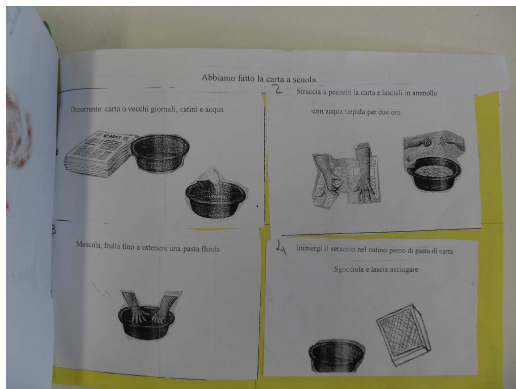 Abbiamo fatto la carta a scuola
Occorrente: carta o vecchi giornali, catini e acqua
2
Straccia a pezzetti la carta e lasciali in ammollo
con acqua tiepida per due ore
Mescola, frulla fino a ottenere una pasta fluida
4
immergi il setaccio nel catino pieno di pasta di carta
Sgocciola e lascia asciugare